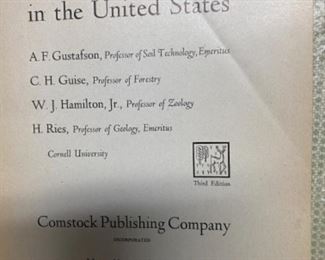 in the United States
A. F. Gustafson, Professor of Soil Technology, Emeritus
C. H. Guise, Professor of Forestry
W. J. Hamilton, Jr., Professor of Zoology
H. Ries, Professor of Geology, Emeritus
Cornell University
Third Edition
Comstock Publishing Company
INCORPORATED